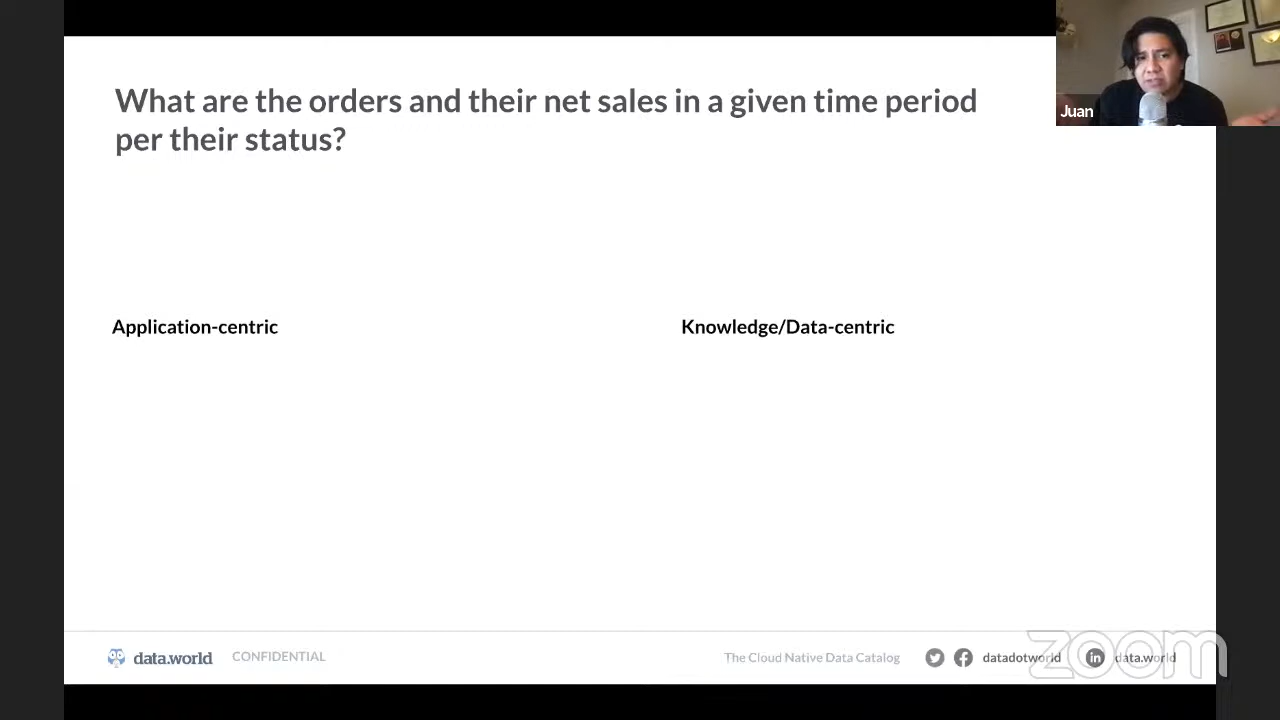 What are the orders and their net sales in a given time period
per their status?
Juan
Application-centric
Knowledge/Data-centric
data.world
CONFIDENTIAL
The Cloud Native Data Catalog
datadotworld
data.world
zoom